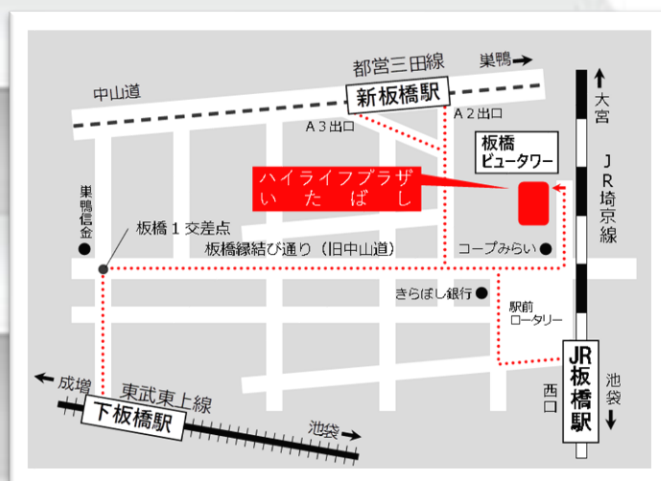 都営三田線
巣鴨→
中山道
新板橋駅
A3出口
A2出口
大宮
板橋
ビュータワー
JR埼京線
ハイライフプラザ
いたばし
巣鴨信金
板橋1交差点
板橋縁結び通り(旧中山道)
コープみらい
きらぼし銀行
駅前
ロータリー
JR板橋駅
西口
池袋
←成増
東武東上線
下板橋駅
池袋→